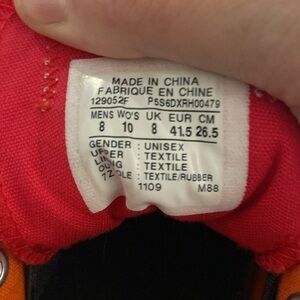 MADE IN CHINA
FABRIQUE EN CHINE
129052F P5S6DXRH00479
MENS WO'S UK EUR CM
8 10 8 41.5 26.5
GENDER : UNISEX
UPPER : TEXTILE
: TEXTILE
: TEXTILE/RUBBER
1109 M88